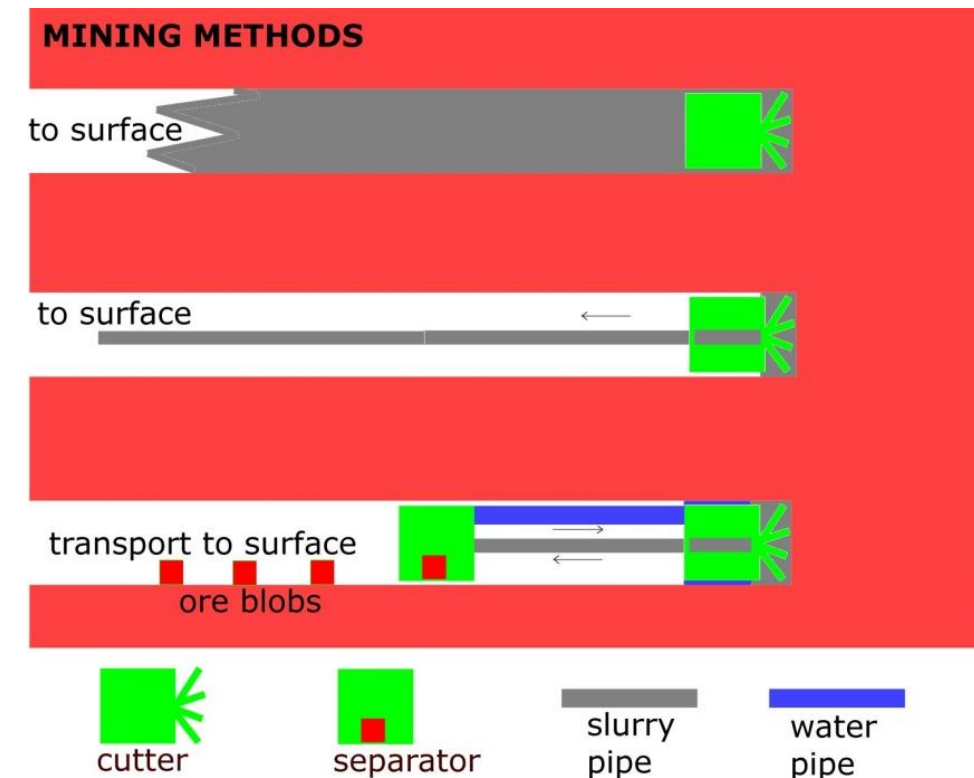 MINING METHODS
to surface
to surface
transport to surface
ore blobs
cutter
separator
slurry
pipe
water
pipe